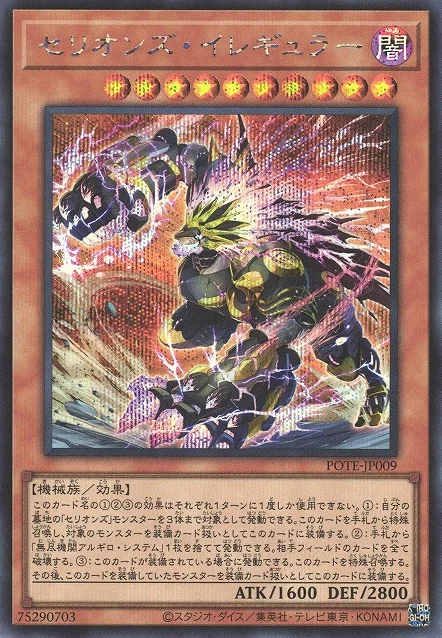 セリオンズ・イレギュラー
闇
POTE-JP009
【機械族／効果】
このカード名の①②③の効果はそれぞれ1ターンに1度しか使用できない。①：自分の
墓地の「セリオンズ」モンスターを3体まで対象として発動できる。このカードを手札から特殊
召喚し、対象のモンスターを装備カード扱いとしてこのカードに装備する。②：手札から
「無尽機関アルギロ・システム」1枚を捨てて発動できる。相手フィールドのカードを全て
破壊する。③：このカードが装備されている場合に発動できる。このカードを特殊召喚する。
その後、このカードを装備していたモンスターを装備カード扱いとしてこのカードに装備する。
ATK/1600 DEF/2800
75290703
©スタジオ・ダイス／集英社・テレビ東京・KONAMI